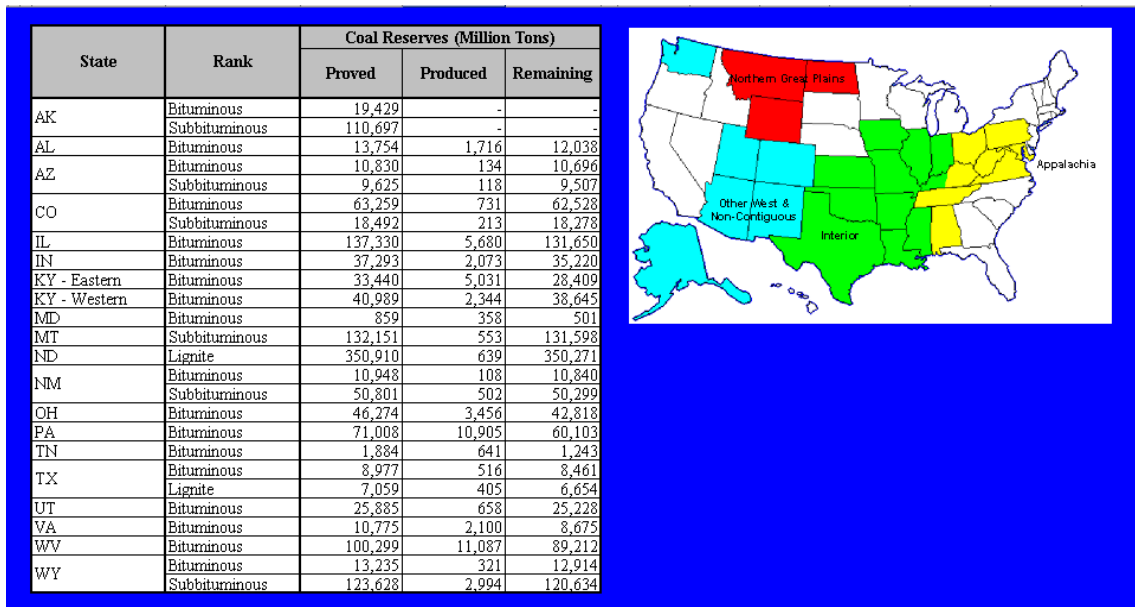 State Rank Coal Reserves (Million Tons)
Proved Produced Remaining
AK Bituminous 19,429 - -
Subbituminous 110,697 - -
AL Bituminous 13,754 1,716 12,038
AZ Bituminous 10,830 134 10,696
Subbituminous 9,625 118 9,507
CO Bituminous 63,259 731 62,528
Subbituminous 18,492 213 18,278
IL Bituminous 137,330 5,680 131,650
IN Bituminous 37,293 2,073 35,220
KY - Eastern Bituminous 33,440 5,031 28,409
KY - Western Bituminous 40,989 2,344 38,645
MD Bituminous 859 358 501
MT Subbituminous 132,151 553 131,598
ND Lignite 350,910 639 350,271
NM Bituminous 10,948 108 10,840
Subbituminous 50,801 502 50,299
OH Bituminous 46,274 3,456 42,818
PA Bituminous 71,008 10,905 60,103
TN Bituminous 1,884 641 1,243
TX Bituminous 8,977 516 8,461
Lignite 7,059 405 6,654
UT Bituminous 25,885 658 25,228
VA Bituminous 10,775 2,100 8,675
WV Bituminous 100,299 11,087 89,212
WY Bituminous 13,235 321 12,914
Subbituminous 123,628 2,994 120,634
Northern Great Plains
Appalachia
Other West &
Non-Contiguous
Interior